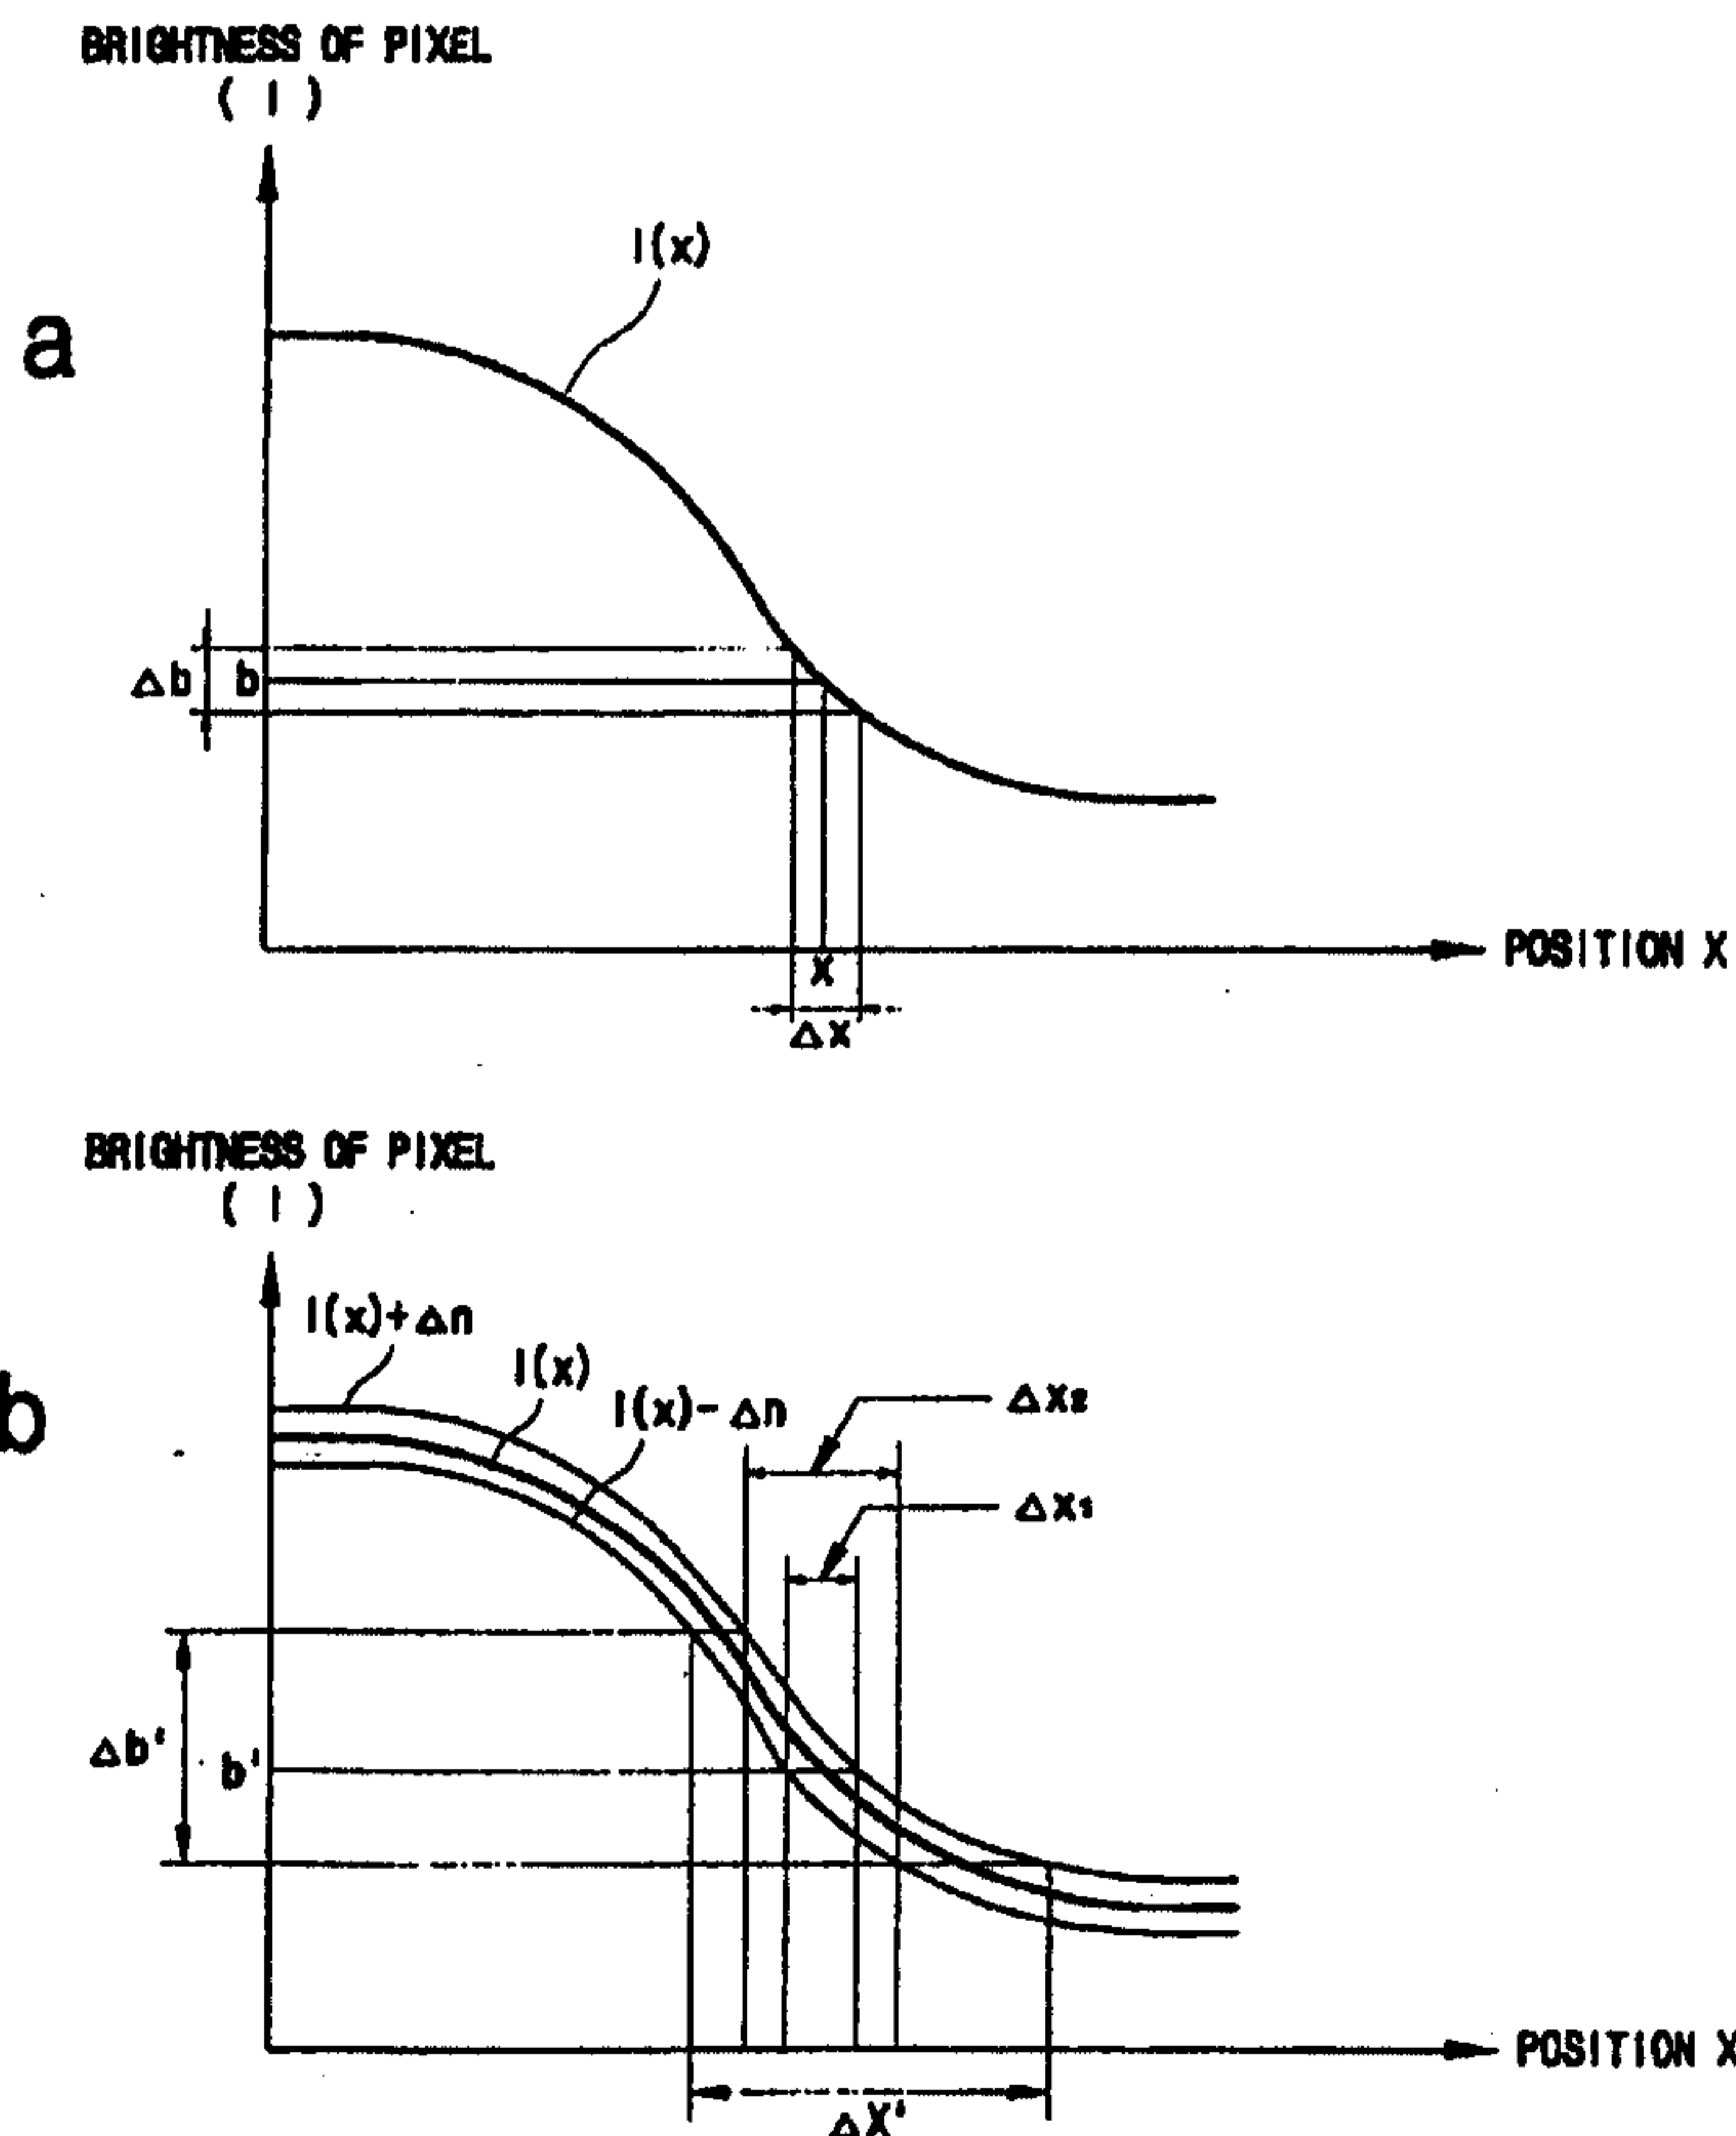 BRIGHTNESS OF PIXEL
( I )
I(x)
a
Δb
b
POSITION X
x
Δx
BRIGHTNESS OF PIXEL
( I )
I(x)+Δn
I(x)
I(x)-Δn
Δx2
b
Δx1
Δb'
b'
POSITION X
Δx'